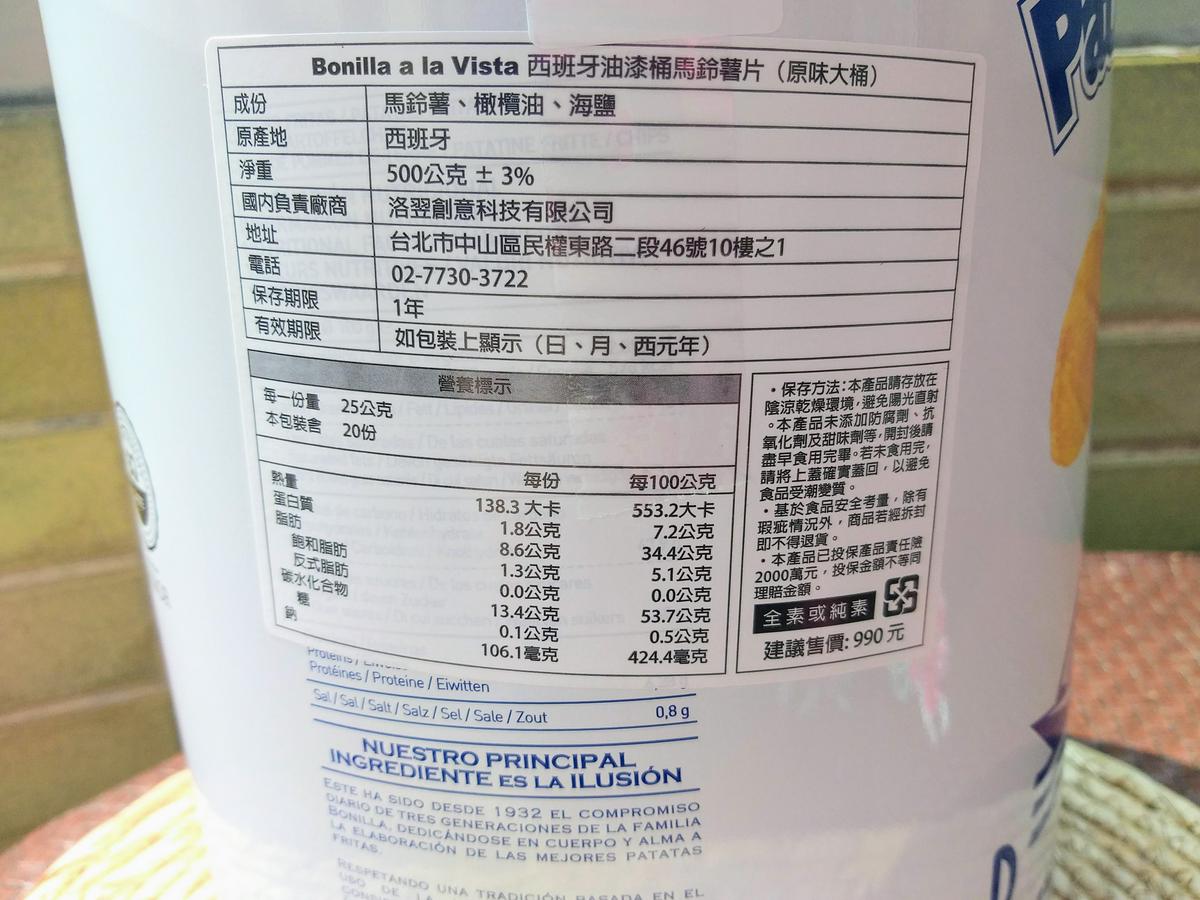 Bonilla a la Vista 西班牙油漆桶馬鈴薯片（原味大桶）
成份 馬鈴薯、橄欖油、海鹽
原產地 西班牙
淨重 500公克 ± 3%
國內負責廠商 洛翌創意科技有限公司
地址 台北市中山區民權東路二段46號10樓之1
電話 02-7730-3722
保存期限 1年
有效期限 如包裝上顯示（日、月、西元年）
營養標示
每一份量 25公克
本包裝含 20份
每份 每100公克
熱量 138.3大卡 553.2大卡
蛋白質 1.8公克 7.2公克
脂肪 8.6公克 34.4公克
飽和脂肪 1.3公克 5.1公克
反式脂肪 0.0公克 0.0公克
碳水化合物 13.4公克 53.7公克
糖 0.1公克 0.5公克
鈉 106.1毫克 424.4毫克
・保存方法:本產品請存放在
陰涼乾燥環境,避免陽光直射
。本產品未添加防腐劑、抗
氧化劑及甜味劑等,開封後請
盡早食用完畢。若未食用完,
請將上蓋確實蓋回,以避免
食品受潮變質。
・基於食品安全考量,除有
瑕疵情況外,商品若經拆封
即不得退貨。
・本產品已投保產品責任險
2000萬元,投保金額不等同
理賠金額。
全素或純素
建議售價: 990 元
Protéines / Proteine / Eiwitten
Sal / Sal / Salt / Salz / Sel / Sale / Zout 0,8 g
NUESTRO PRINCIPAL
INGREDIENTE ES LA ILUSIÓN
ESTE HA SIDO DESDE 1932 EL COMPROMISO
DIARIO DE TRES GENERACIONES DE LA FAMILIA
BONILLA, DEDICÁNDOSE EN CUERPO Y ALMA A
LA ELABORACIÓN DE LAS MEJORES PATATAS
FRITAS.
RESPETANDO UNA TRADICIÓN BASADA EN EL
USO DE LA